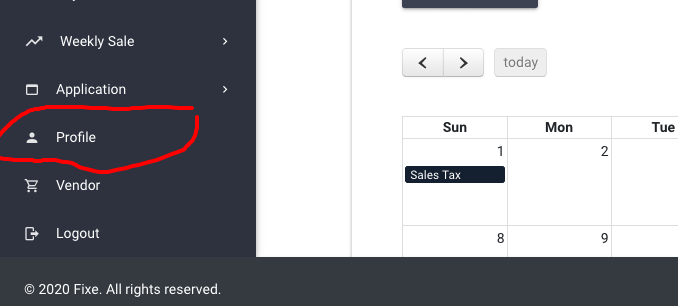 Weekly Sale
Application
Profile
Vendor
Logout
today
Sun Mon Tue
1 2
Sales Tax
8 9
© 2020 Fixe. All rights reserved.